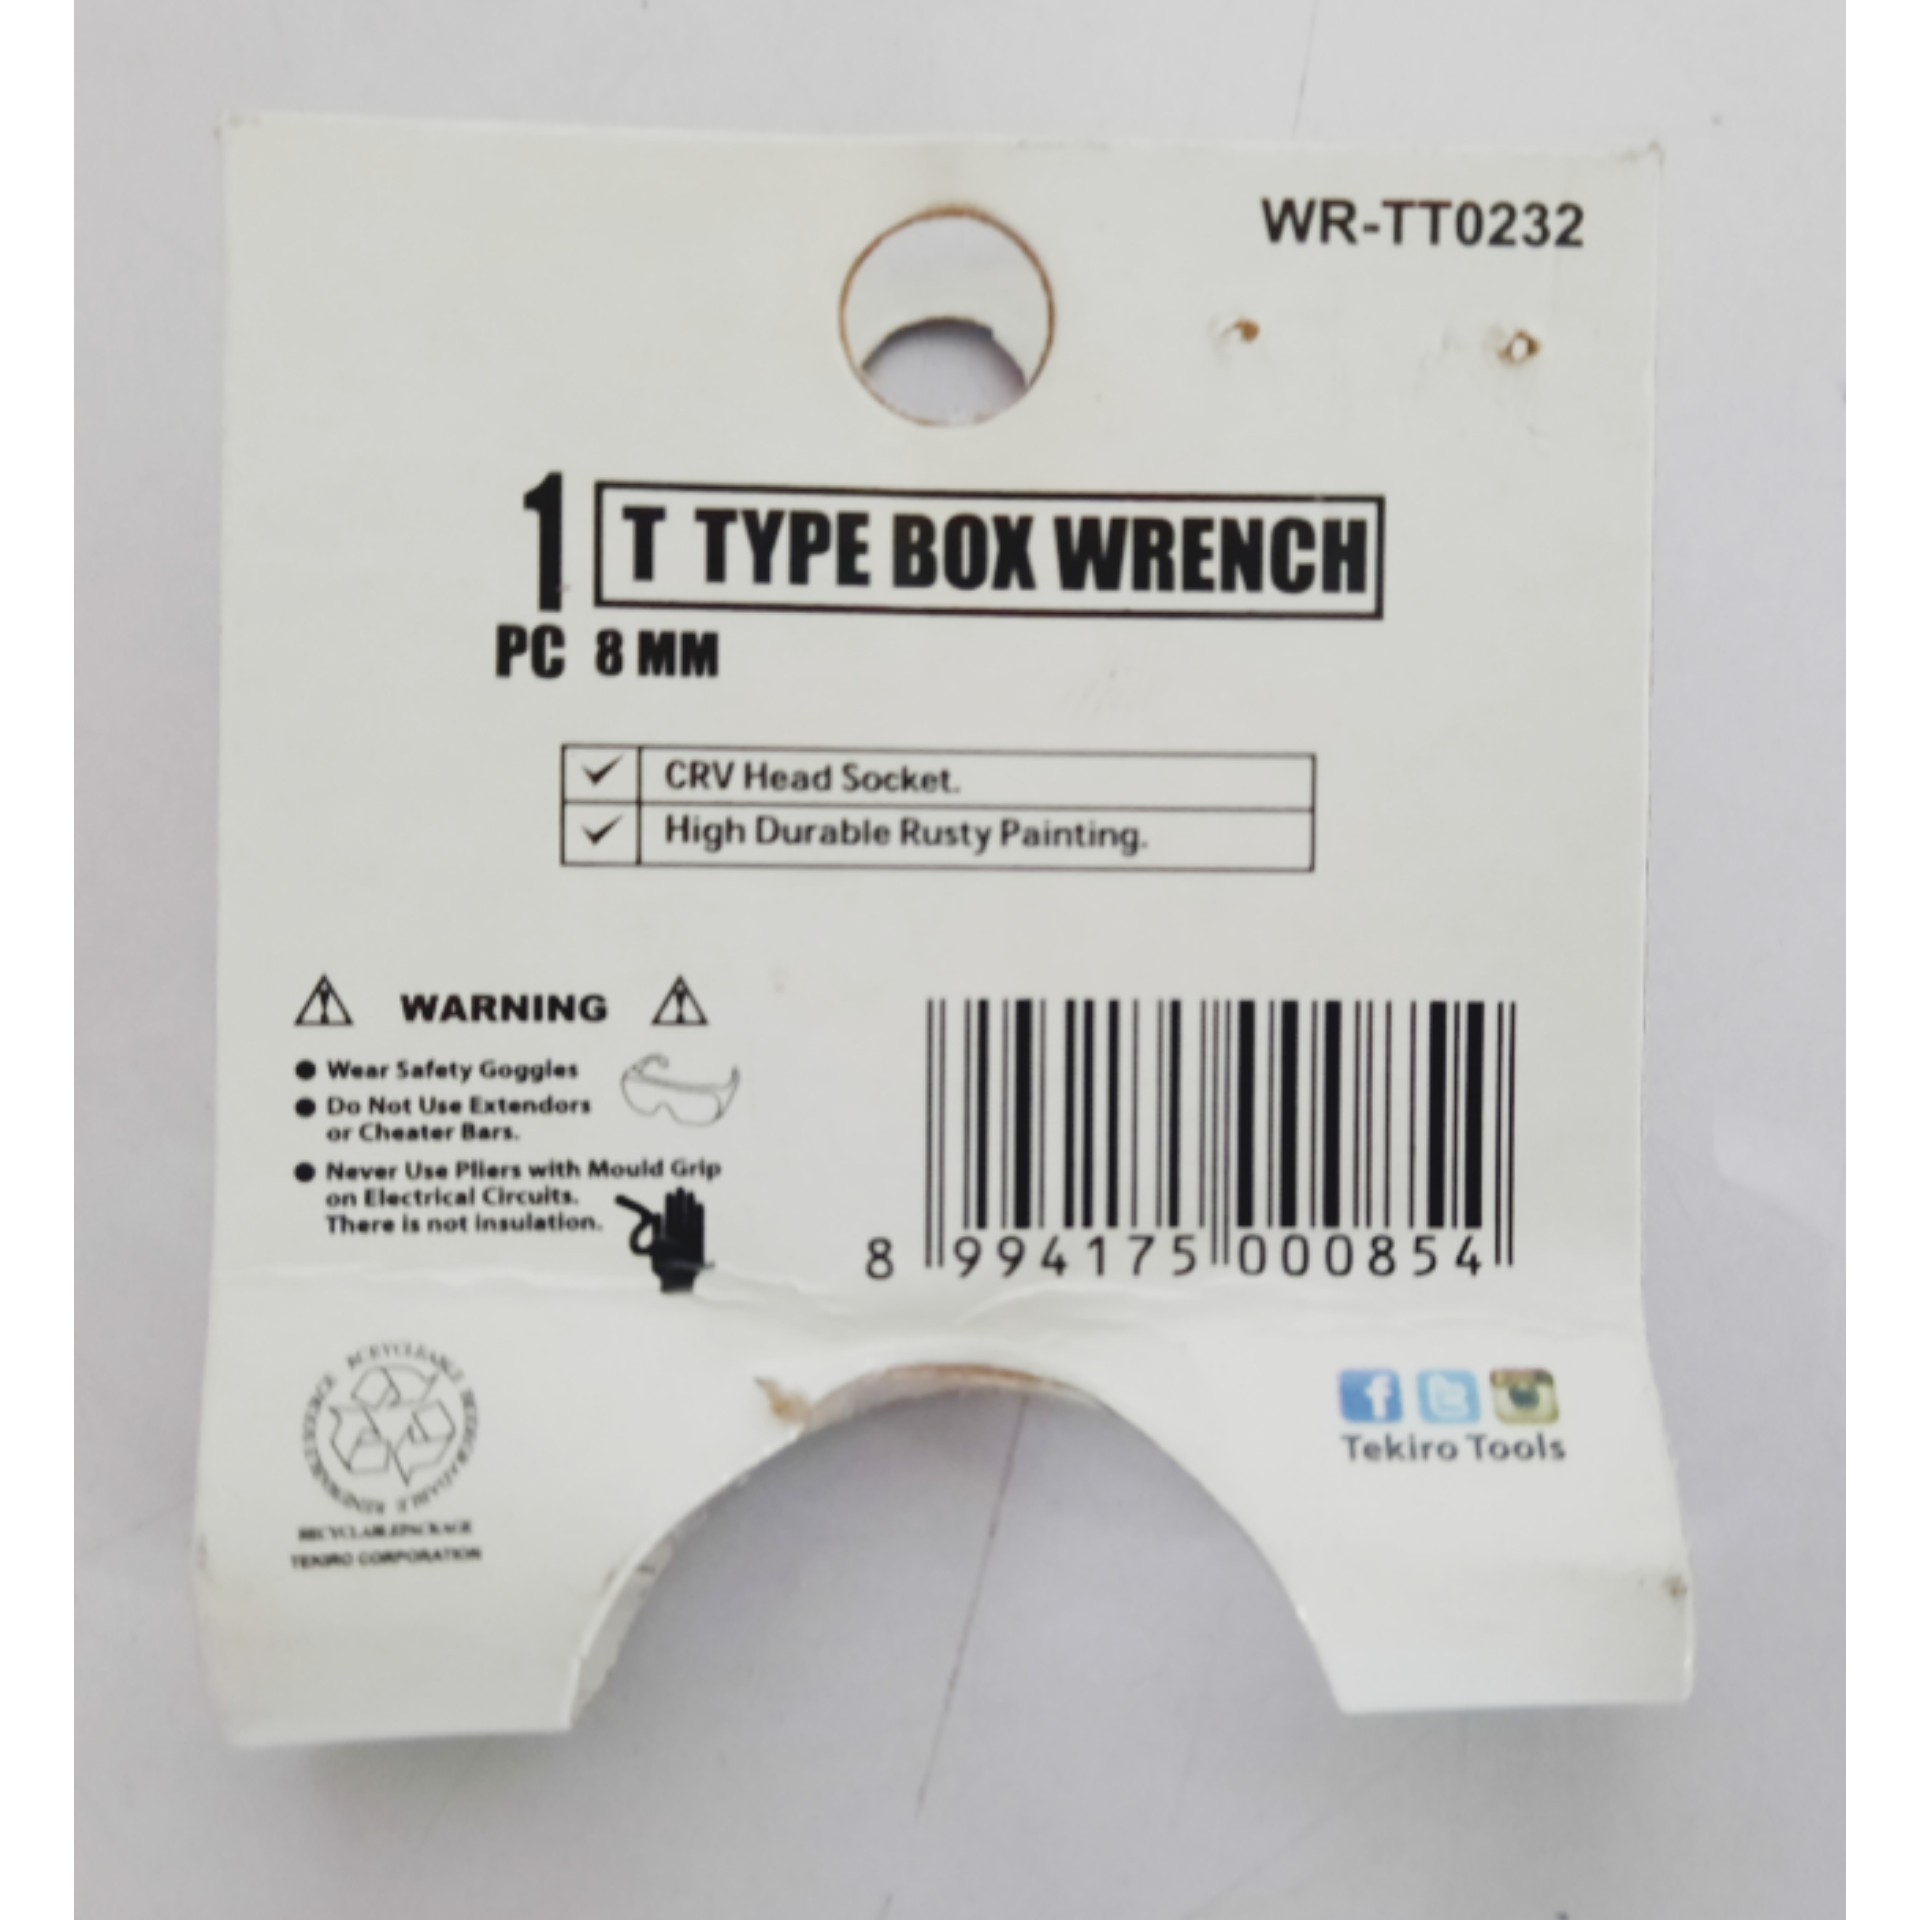 WR-TT0232
1 T TYPE BOX WRENCH
PC 8 MM
CRV Head Socket.
High Durable Rusty Painting.
WARNING
Wear Safety Goggles
Do Not Use Extendors
or Cheater Bars.
Never Use Pliers with Mould Grip
on Electrical Circuits.
There is not insulation.
8 994175 000854
Tekiro Tools
RECYCLABLEPACKAGE
TEKIRO CORPORATION